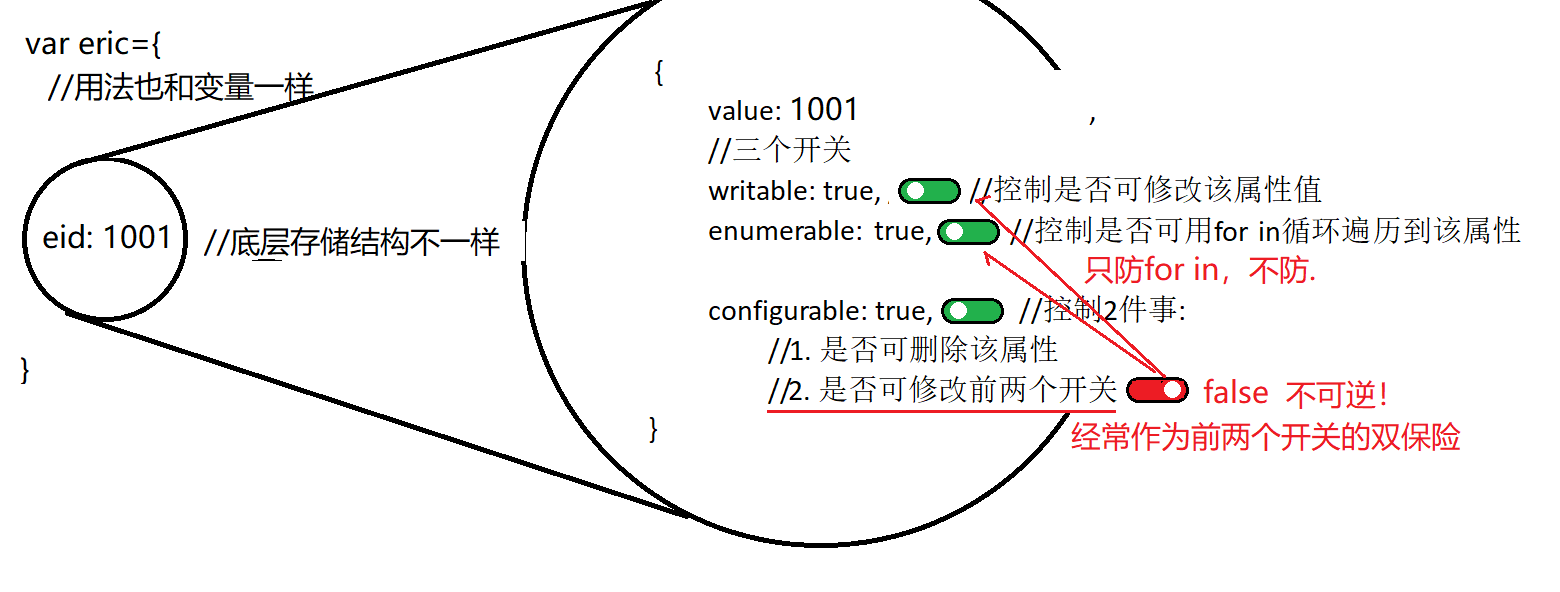 var eric={
//用法也和变量一样
eid: 1001
//底层存储结构不一样
}
{
value: 1001 ,
//三个开关
writable: true, //控制是否可修改该属性值
enumerable: true, //控制是否可用for in循环遍历到该属性
只防for in，不防.
configurable: true, //控制2件事:
//1. 是否可删除该属性
//2. 是否可修改前两个开关 false 不可逆！
}
经常作为前两个开关的双保险